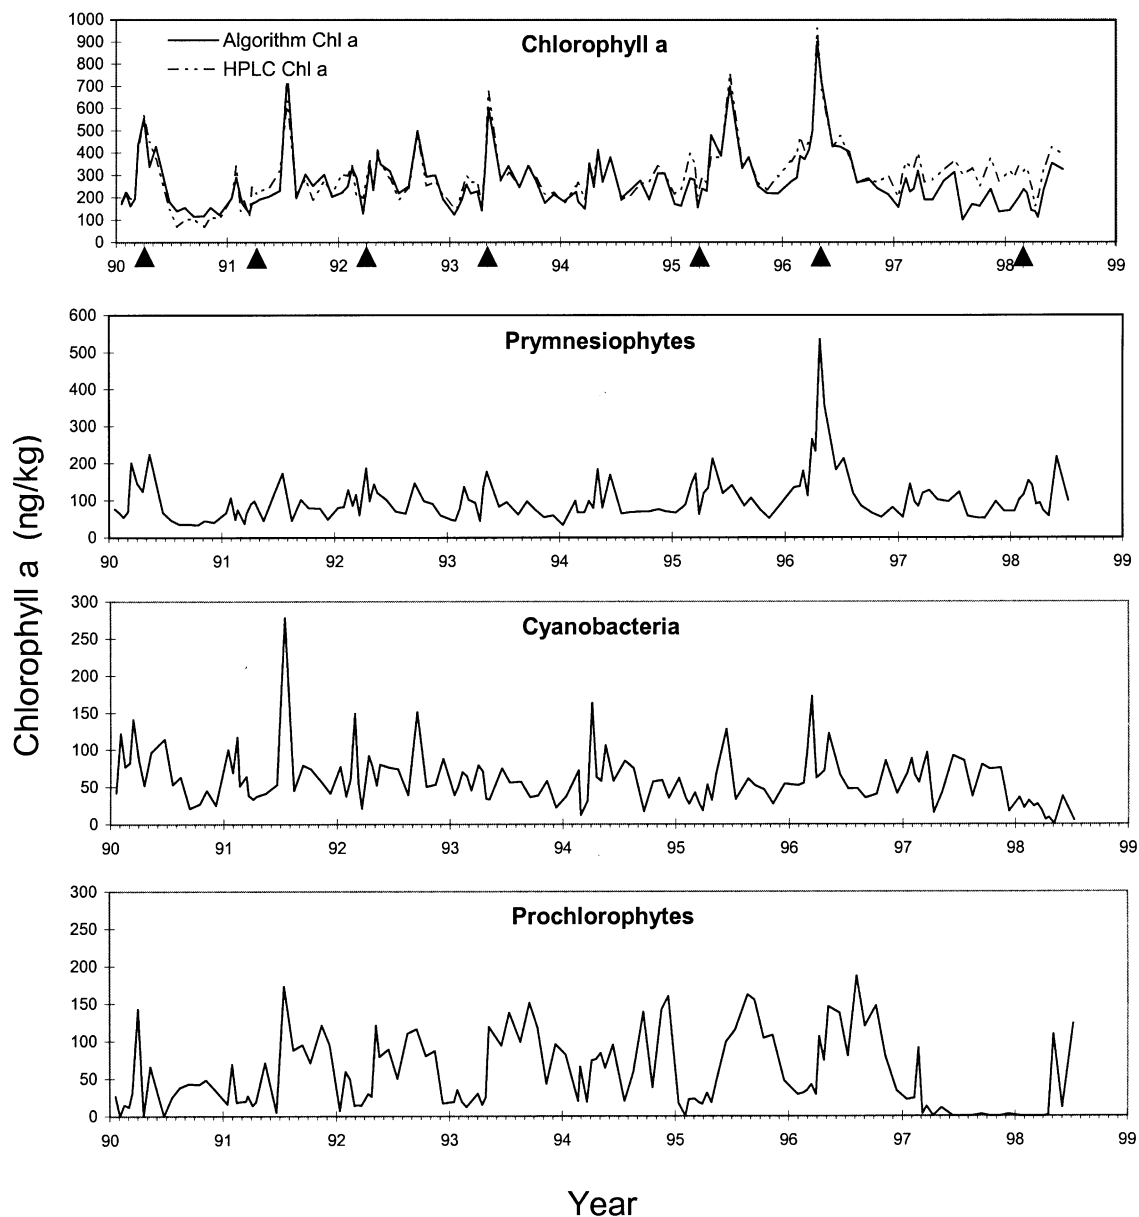 Chlorophyll a (ng/kg)
1000
900
800
700
600
500
400
300
200
100
0
Algorithm Chl a
HPLC Chl a
Chlorophyll a
90 91 92 93 94 95 96 97 98 99
600
500
400
300
200
100
0
Prymnesiophytes
90 91 92 93 94 95 96 97 98 99
300
250
200
150
100
50
0
Cyanobacteria
90 91 92 93 94 95 96 97 98 99
300
250
200
150
100
50
0
Prochlorophytes
90 91 92 93 94 95 96 97 98 99
Year